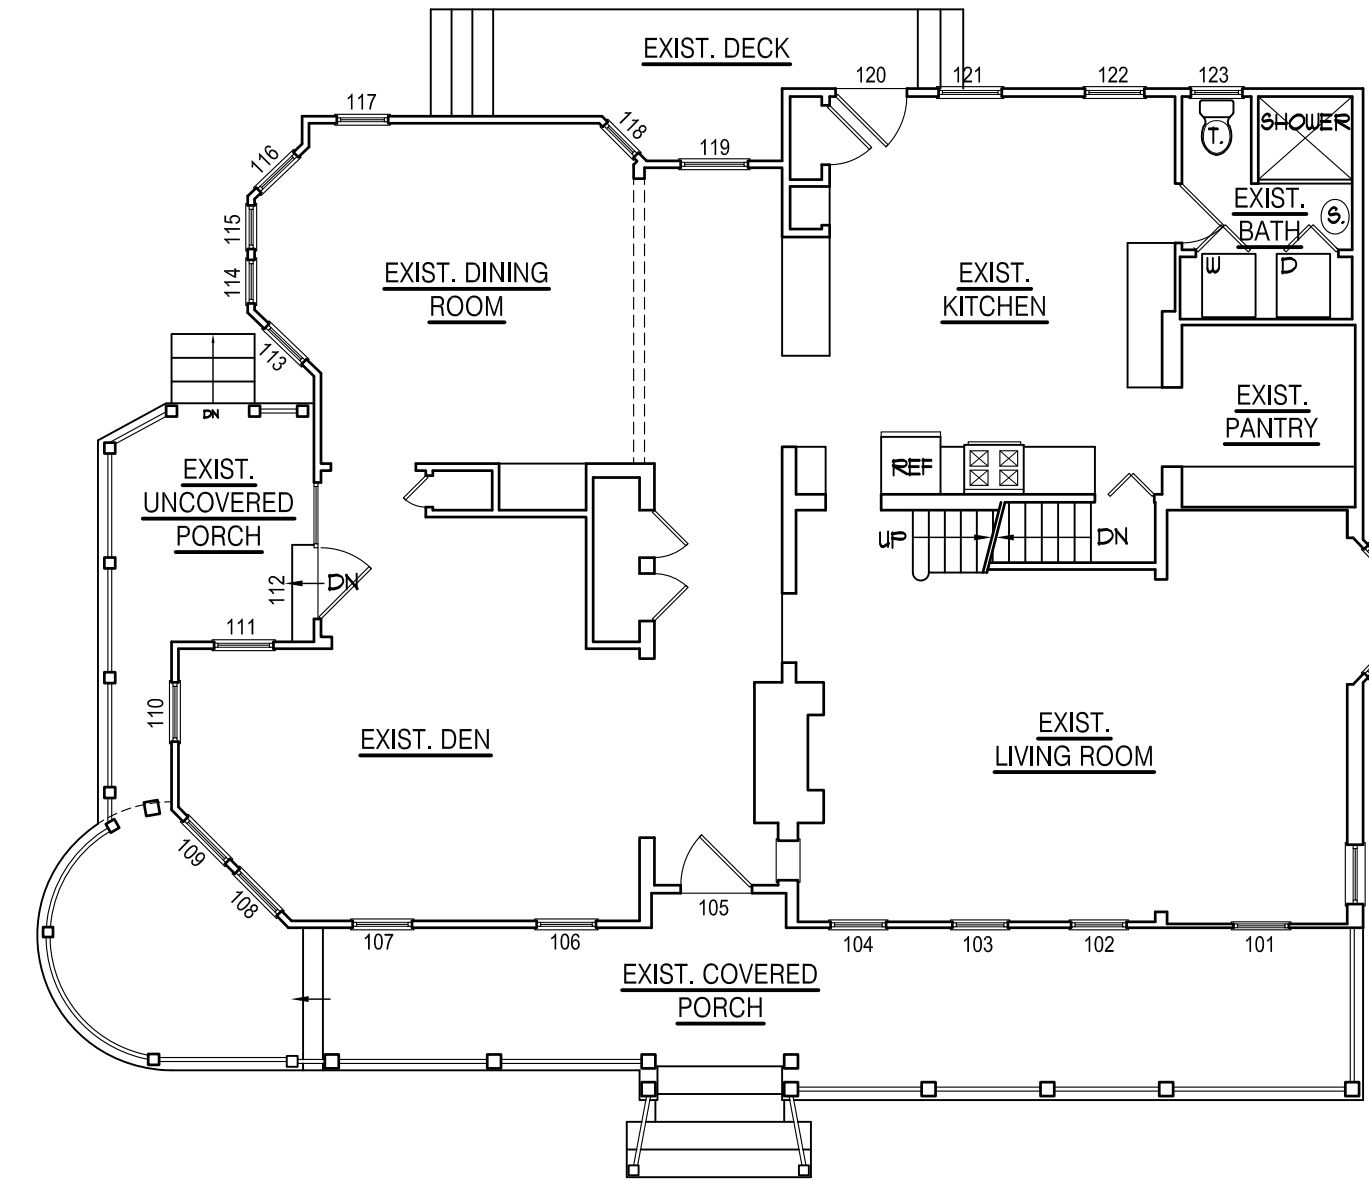 EXIST. DECK
120
121
122
123
117
118
119
116
115
114
113
T.
SHOWER
S.
EXIST.
BATH
W
D
EXIST. DINING
ROOM
EXIST.
KITCHEN
EXIST.
PANTRY
DN
EXIST.
UNCOVERED
PORCH
REF
UP
DN
112
DN
111
110
EXIST. DEN
EXIST.
LIVING ROOM
109
108
107
106
105
104
103
102
101
EXIST. COVERED
PORCH